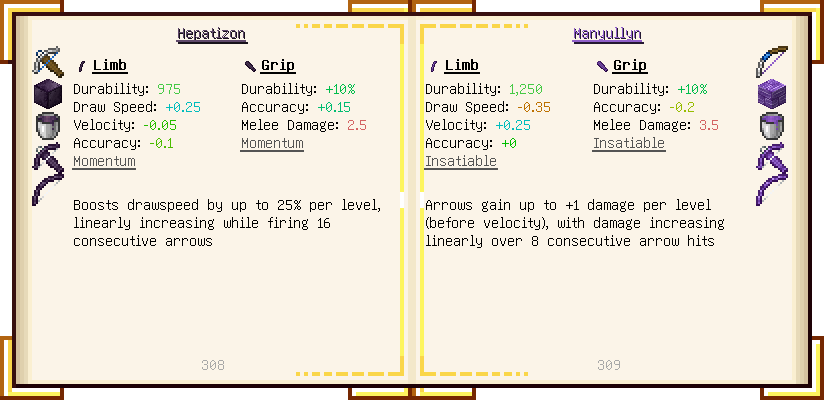 Hepatizon
Limb
Durability: 975
Draw Speed: +0.25
Velocity: -0.05
Accuracy: -0.1
Momentum
Grip
Durability: +10%
Accuracy: +0.15
Melee Damage: 2.5
Momentum
Boosts drawspeed by up to 25% per level,
linearly increasing while firing 16
consecutive arrows
308
Manyullyn
Limb
Durability: 1,250
Draw Speed: -0.35
Velocity: +0.25
Accuracy: +0
Insatiable
Grip
Durability: +10%
Accuracy: -0.2
Melee Damage: 3.5
Insatiable
Arrows gain up to +1 damage per level
(before velocity), with damage increasing
linearly over 8 consecutive arrow hits
309